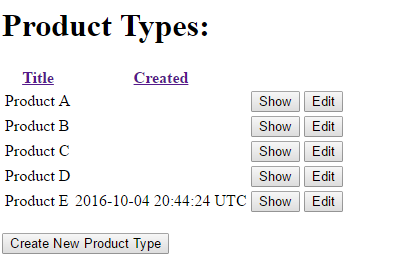 Product Types:
Title Created
Product A Show Edit
Product B Show Edit
Product C Show Edit
Product D Show Edit
Product E 2016-10-04 20:44:24 UTC Show Edit
Create New Product Type